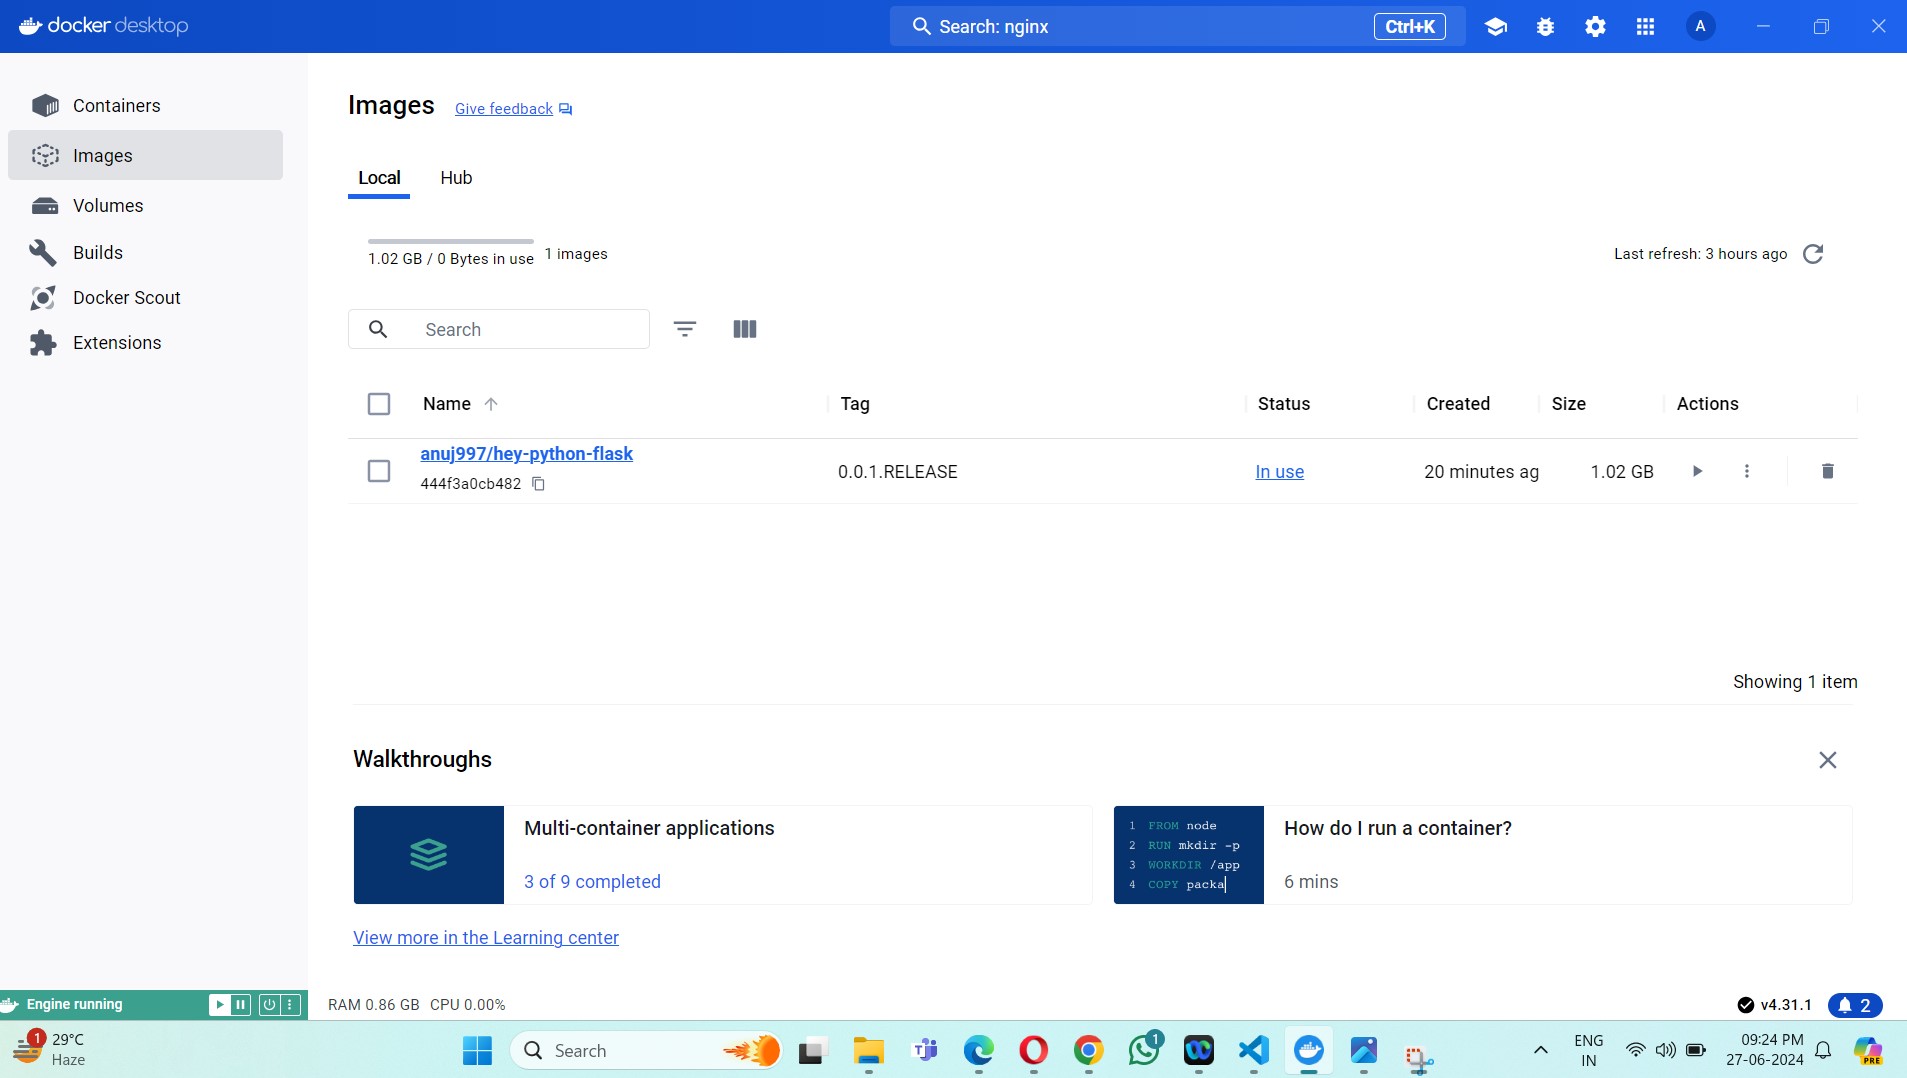 docker desktop
Search: nginx
Ctrl+K
A
Containers
Images
Volumes
Builds
Docker Scout
Extensions
Images
Give feedback
Local
Hub
1.02 GB / 0 Bytes in use
1 images
Last refresh: 3 hours ago
Search
Name
Tag
Status
Created
Size
Actions
anuj997/hey-python-flask
444f3a0cb482
0.0.1.RELEASE
In use
20 minutes ag
1.02 GB
Showing 1 item
Walkthroughs
Multi-container applications
3 of 9 completed
1 FROM node
2 RUN mkdir -p
3 WORKDIR /app
4 COPY packa
How do I run a container?
6 mins
View more in the Learning center
Engine running
RAM 0.86 GB CPU 0.00%
v4.31.1
2
1
29°C
Haze
Search
1
ENG
IN
09:24 PM
27-06-2024
PRE